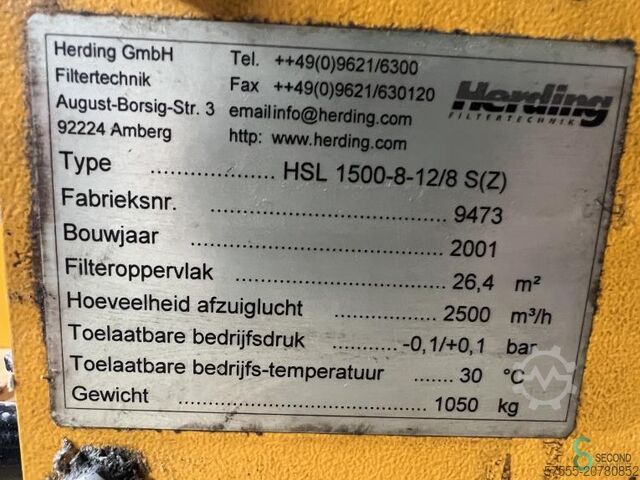 Herding GmbH
Filtertechnik
August-Borsig-Str. 3
92224 Amberg
Tel. ++49(0)9621/6300
Fax ++49(0)9621/630120
email info@herding.com
http: www.herding.com
Herding
FILTERTECHNIK
Type .................... HSL 1500-8-12/8 S(Z)
Fabrieksnr. .................... 9473
Bouwjaar .................... 2001
Filteroppervlak .................... 26,4 m²
Hoeveelheid afzuiglucht .................... 2500 m³/h
Toelaatbare bedrijfsdruk ............ -0,1/+0,1 bar
Toelaatbare bedrijfs-temperatuur ....... 30 °C
Gewicht .................... 1050 kg
SECOND